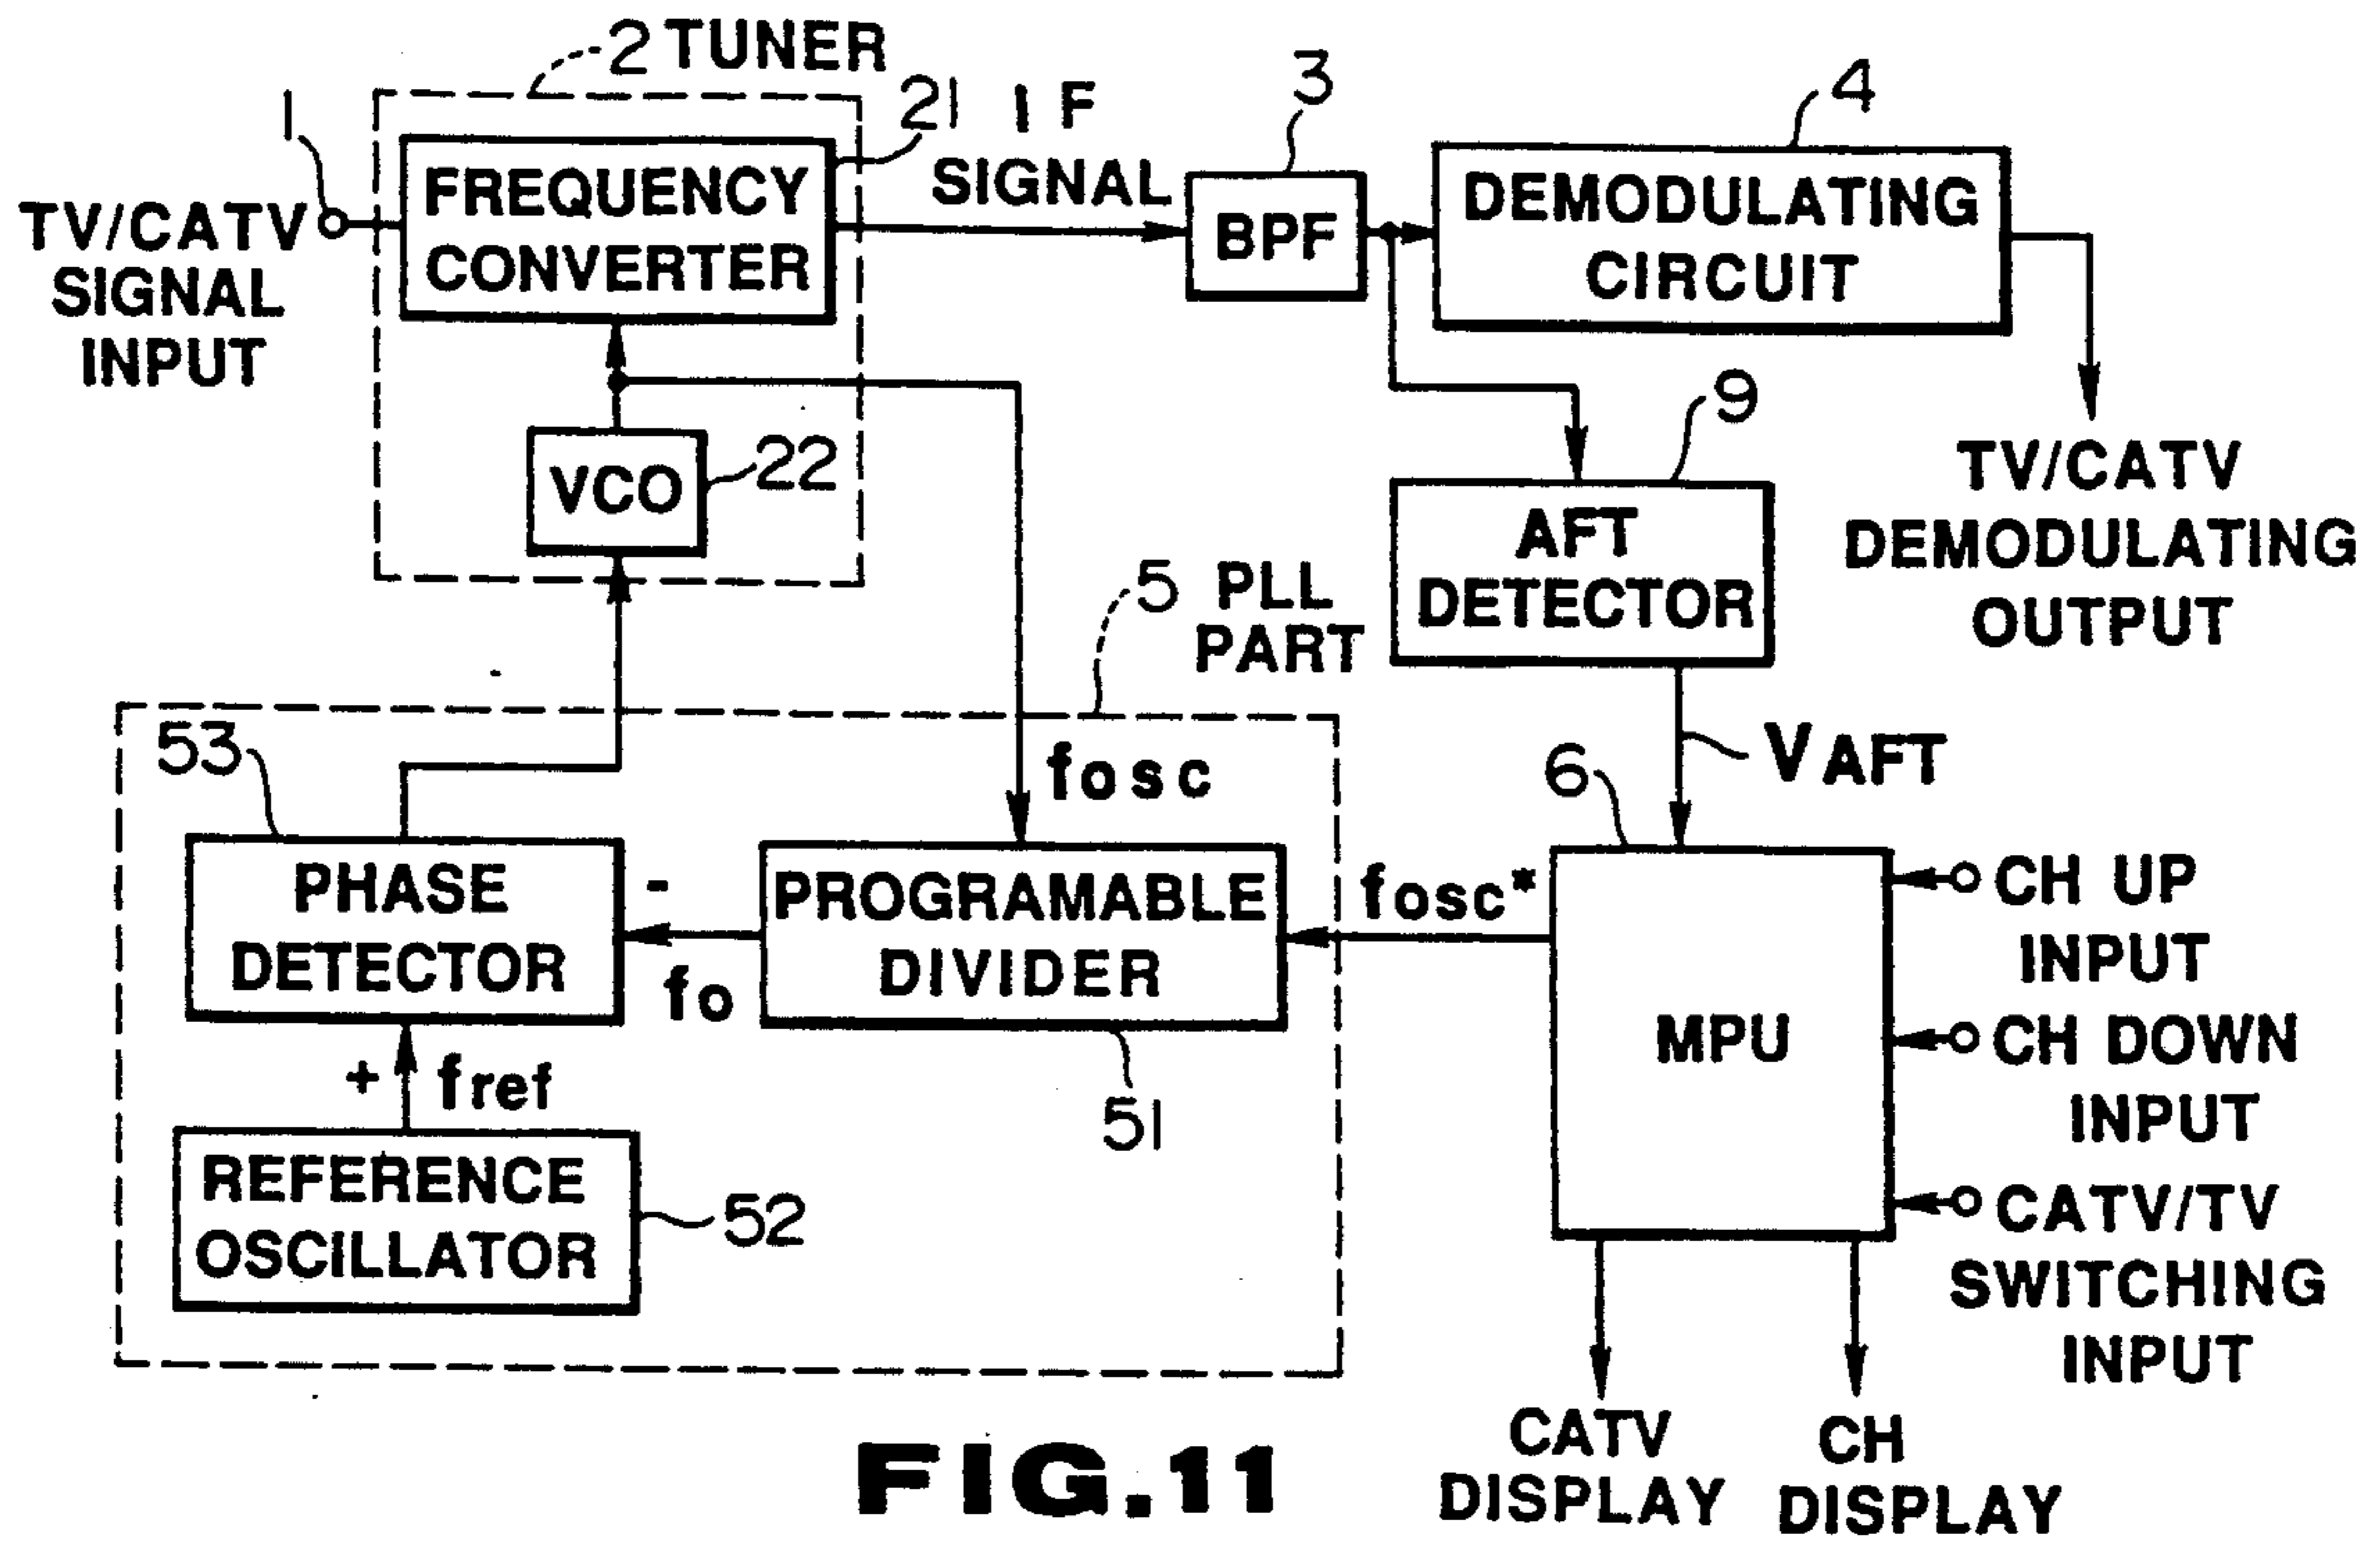 2 TUNER
1
21
I F
SIGNAL
3
4
TV/CATV
SIGNAL
INPUT
FREQUENCY
CONVERTER
BPF
DEMODULATING
CIRCUIT
VCO
22
9
AFT
DETECTOR
TV/CATV
DEMODULATING
OUTPUT
5 PLL
PART
53
fosc
6
VAFT
PHASE
DETECTOR
-
fo
PROGRAMABLE
DIVIDER
fosc*
MPU
CH UP
INPUT
CH DOWN
INPUT
CATV/TV
SWITCHING
INPUT
+ fref
51
REFERENCE
OSCILLATOR
52
CATV
DISPLAY
CH
DISPLAY
FIG.11